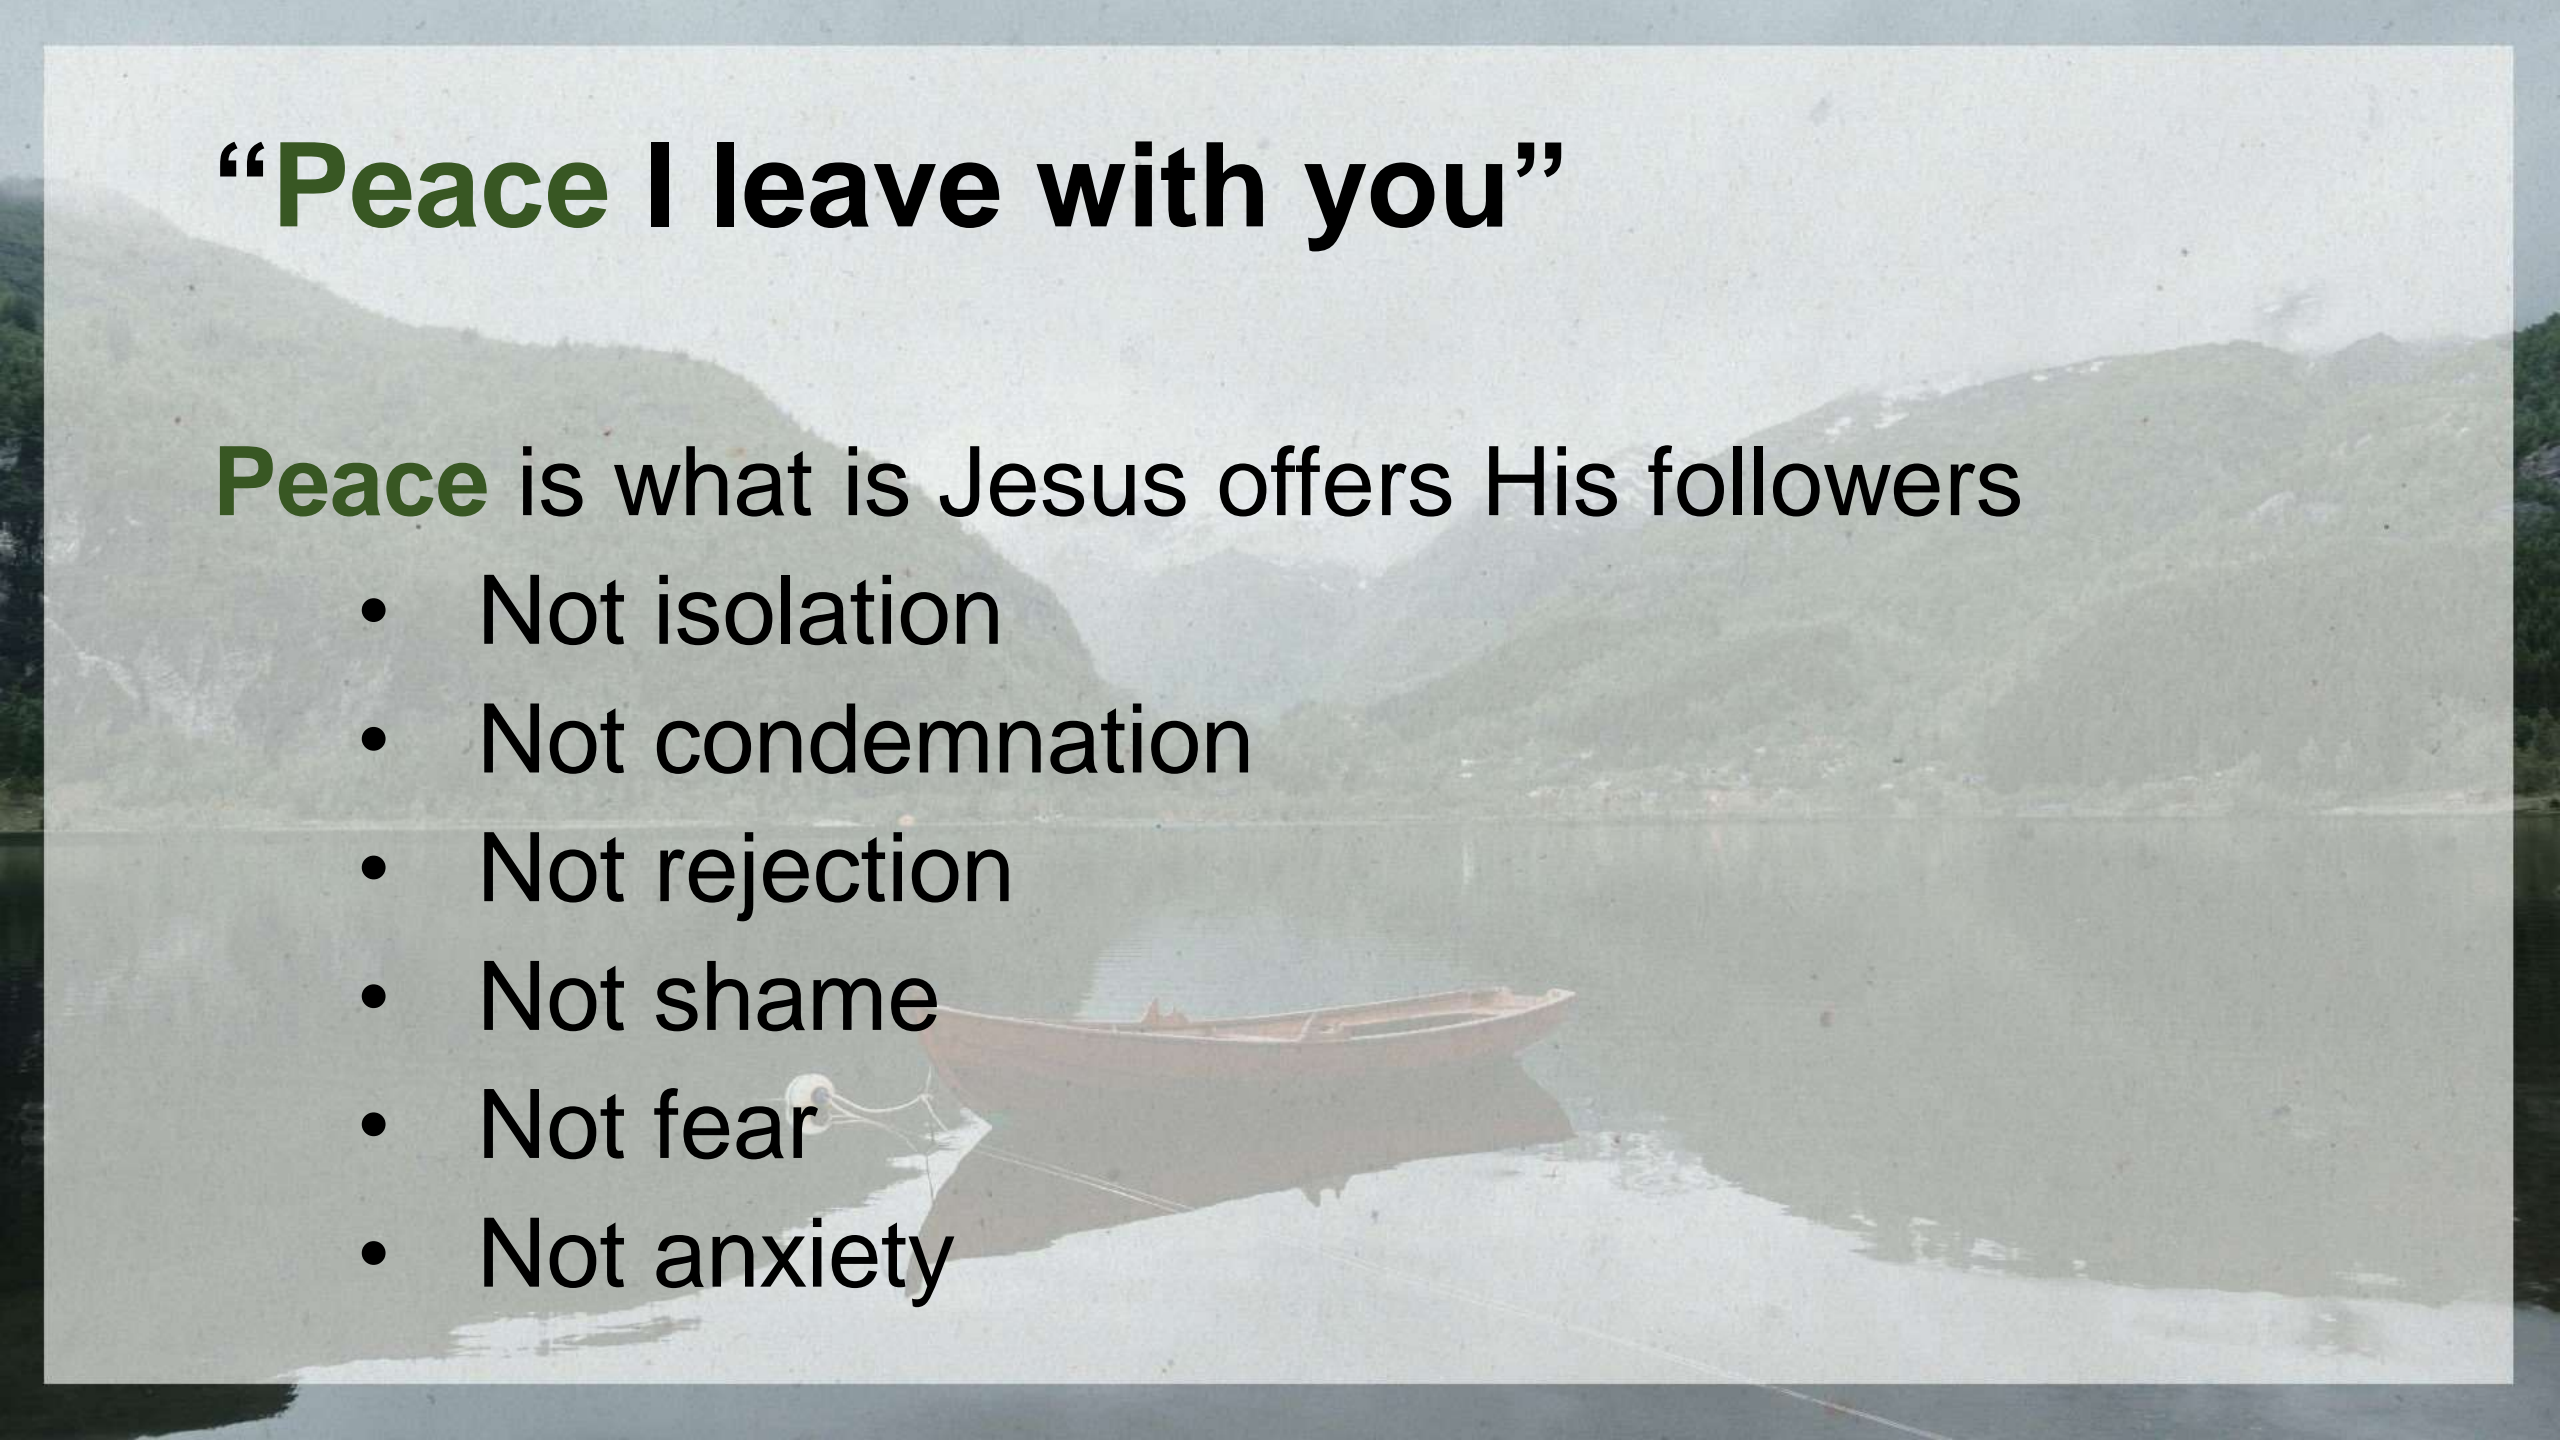 “Peace I leave with you”
Peace is what is Jesus offers His followers
• Not isolation
• Not condemnation
• Not rejection
• Not shame
• Not fear
• Not anxiety